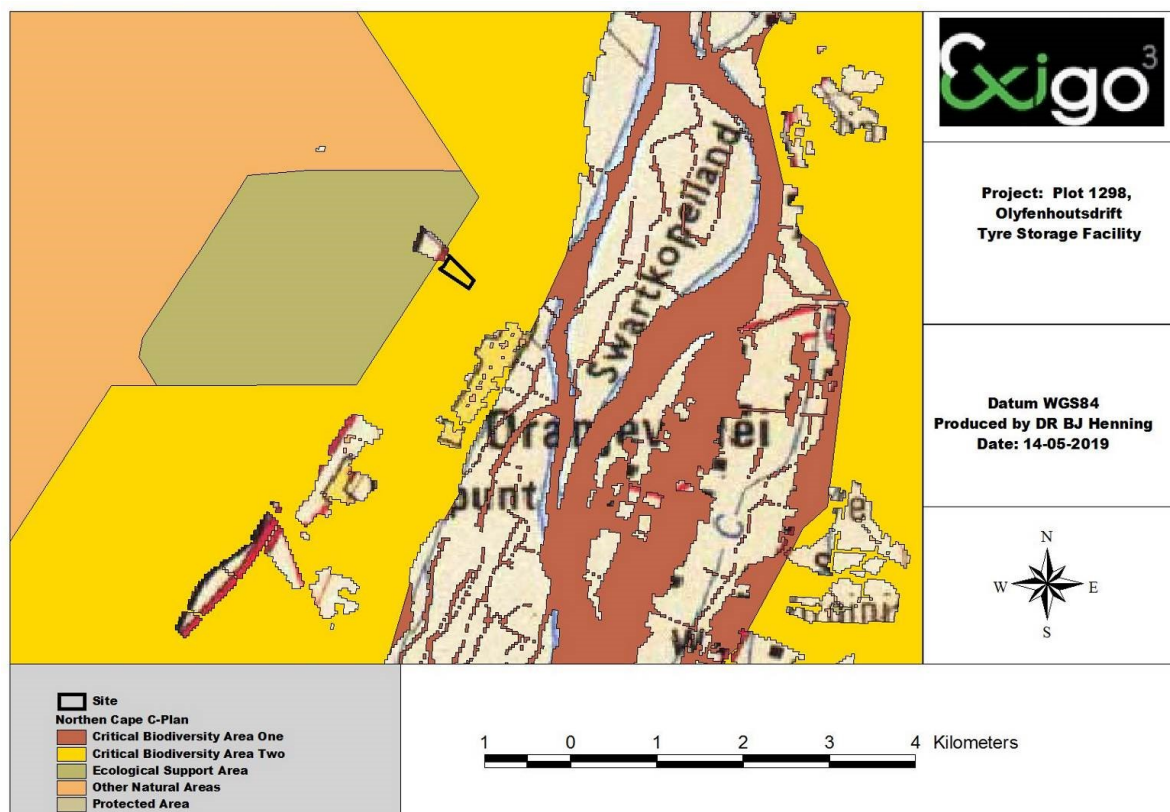 Exigo3
Project: Plot 1298,
Olyfenhoutsdrift
Tyre Storage Facility
Datum WGS84
Produced by DR BJ Henning
Date: 14-05-2019
N
W
E
S
Swartkopeiland
punt
C
e
s
W
Site
Northen Cape C-Plan
Critical Biodiversity Area One
Critical Biodiversity Area Two
Ecological Support Area
Other Natural Areas
Protected Area
1 0 1 2 3 4 Kilometers